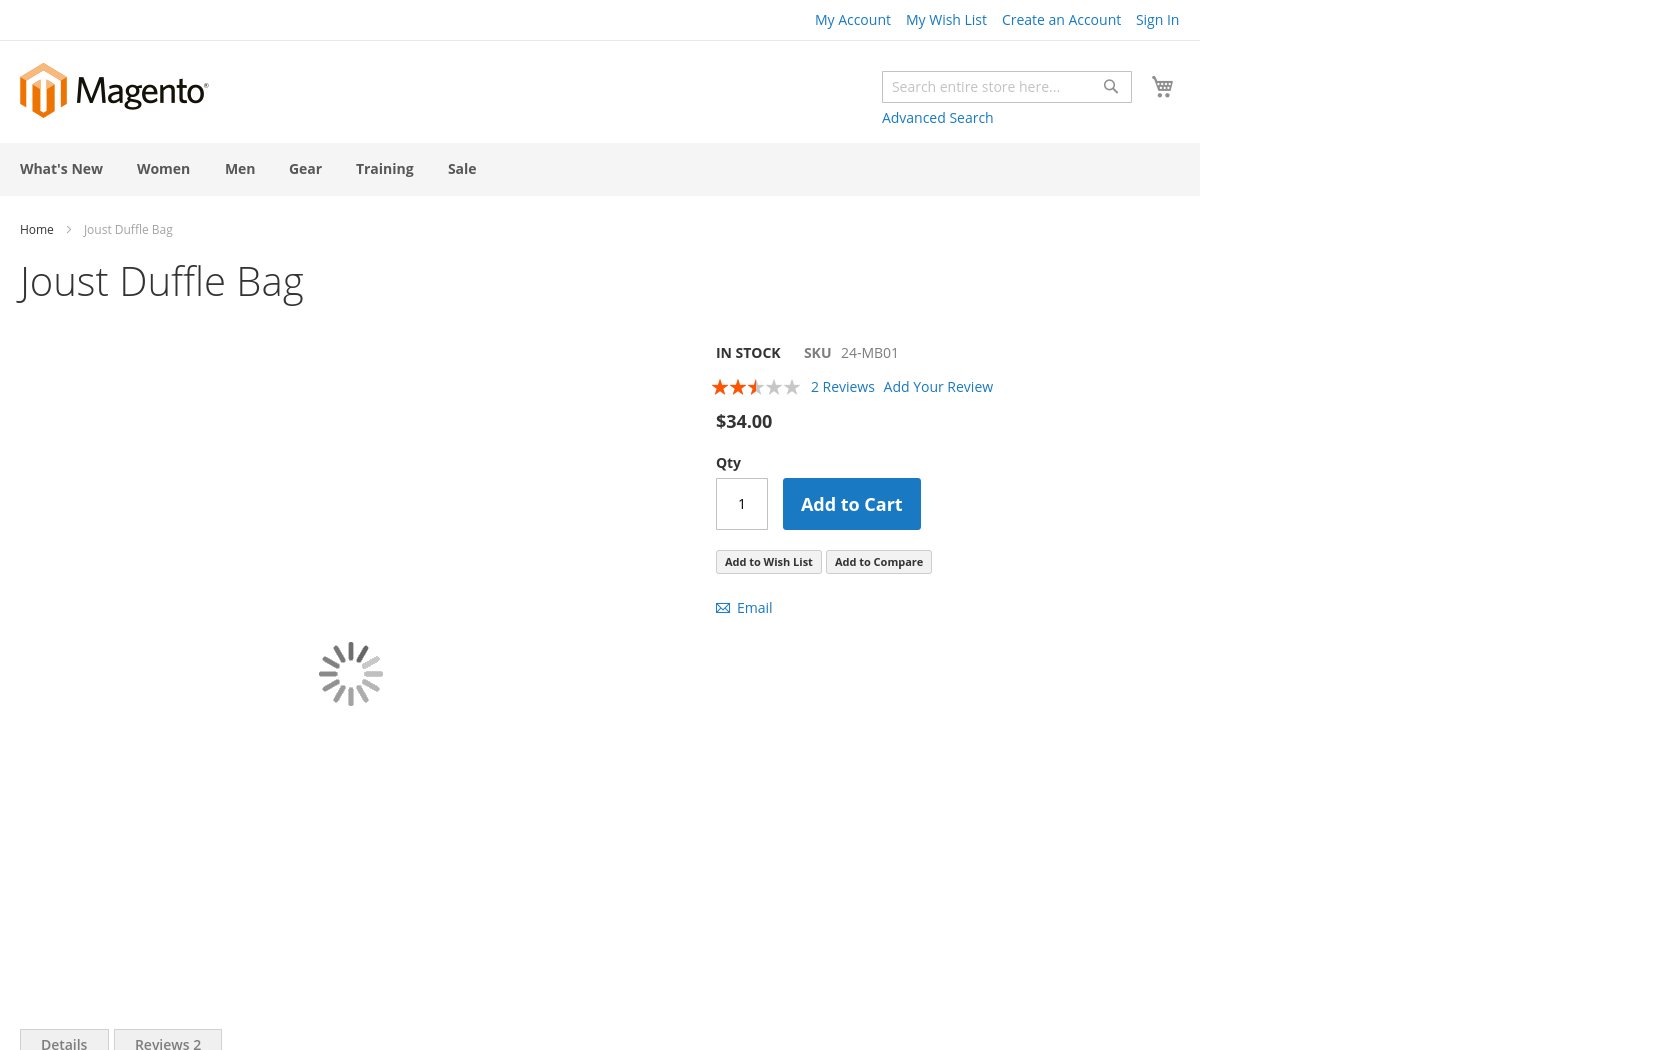 My Account My Wish List Create an Account Sign In
Magento®
Search entire store here...
Advanced Search
What's New Women Men Gear Training Sale
Home > Joust Duffle Bag
Joust Duffle Bag
IN STOCK SKU 24-MB01
2 Reviews Add Your Review
$34.00
Qty
1 Add to Cart
Add to Wish List Add to Compare
Email
Details Reviews 2